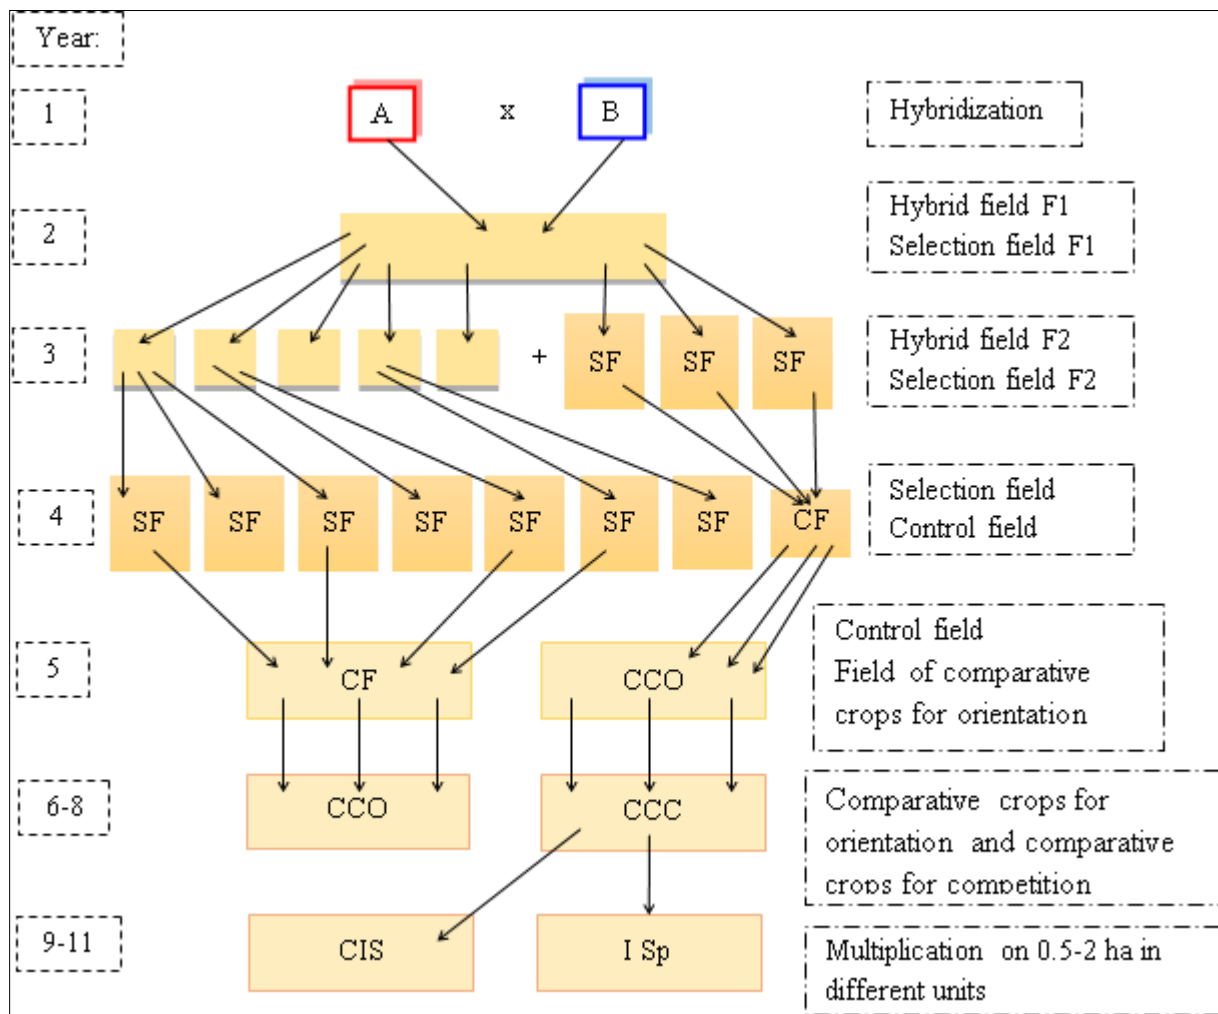 Year:
1
A
x
B
Hybridization
2
Hybrid field F1
Selection field F1
3
+
SF
SF
SF
Hybrid field F2
Selection field F2
4
SF
SF
SF
SF
SF
SF
SF
CF
Selection field
Control field
5
CF
CCO
Control field
Field of comparative
crops for orientation
6-8
CCO
CCC
Comparative crops for
orientation and comparative
crops for competition
9-11
CIS
I Sp
Multiplication on 0.5-2 ha in
different units